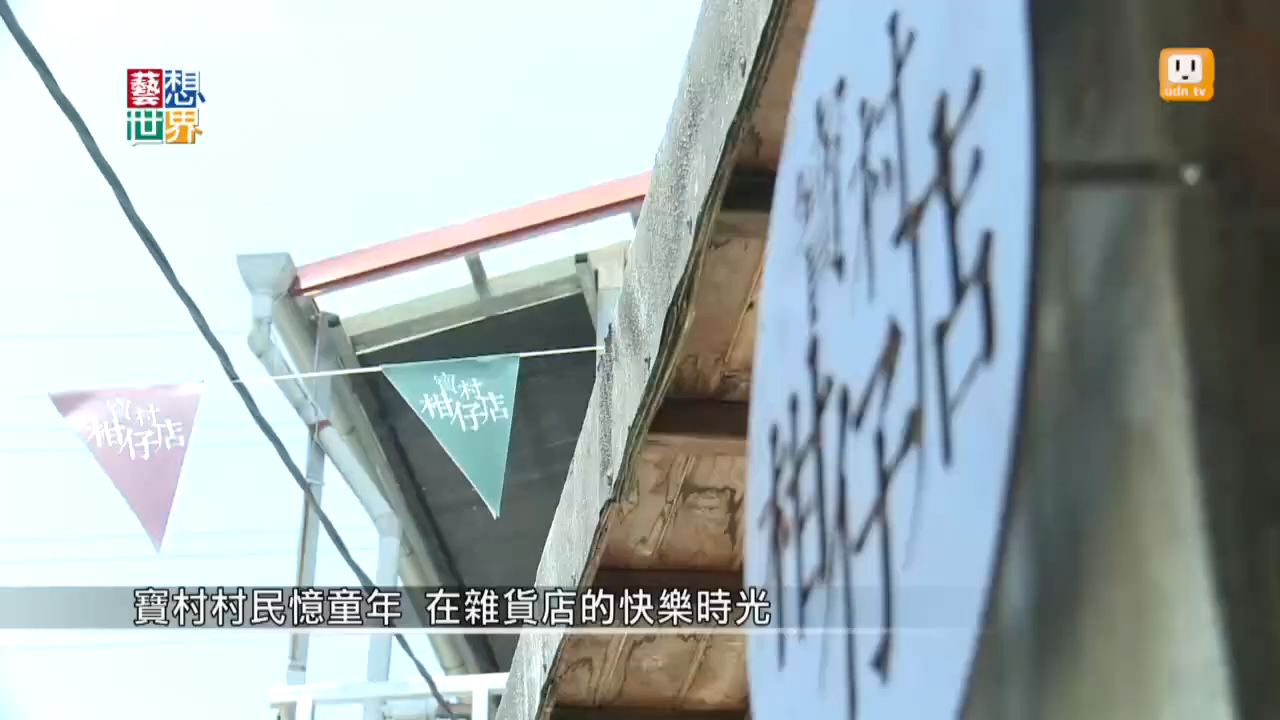 藝想
世界
udn tv
寶村
柑仔店
寶村
柑仔店
寶村
柑仔店
寶村村民憶童年 在雜貨店的快樂時光